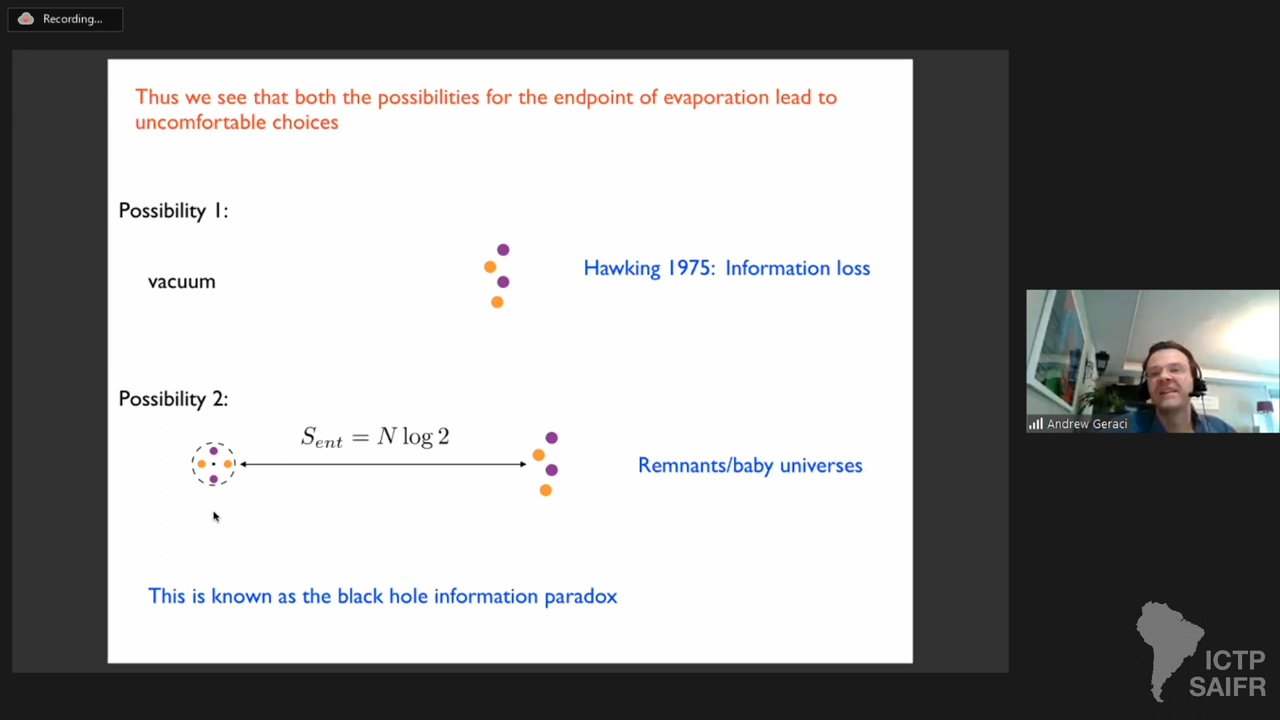 Recording...
Thus we see that both the possibilities for the endpoint of evaporation lead to
uncomfortable choices
Possibility 1:
vacuum
Hawking 1975: Information loss
Possibility 2:
S_{ent} = N log 2
Remnants/baby universes
This is known as the black hole information paradox
Andrew Geraci
ICTP
SAIFR